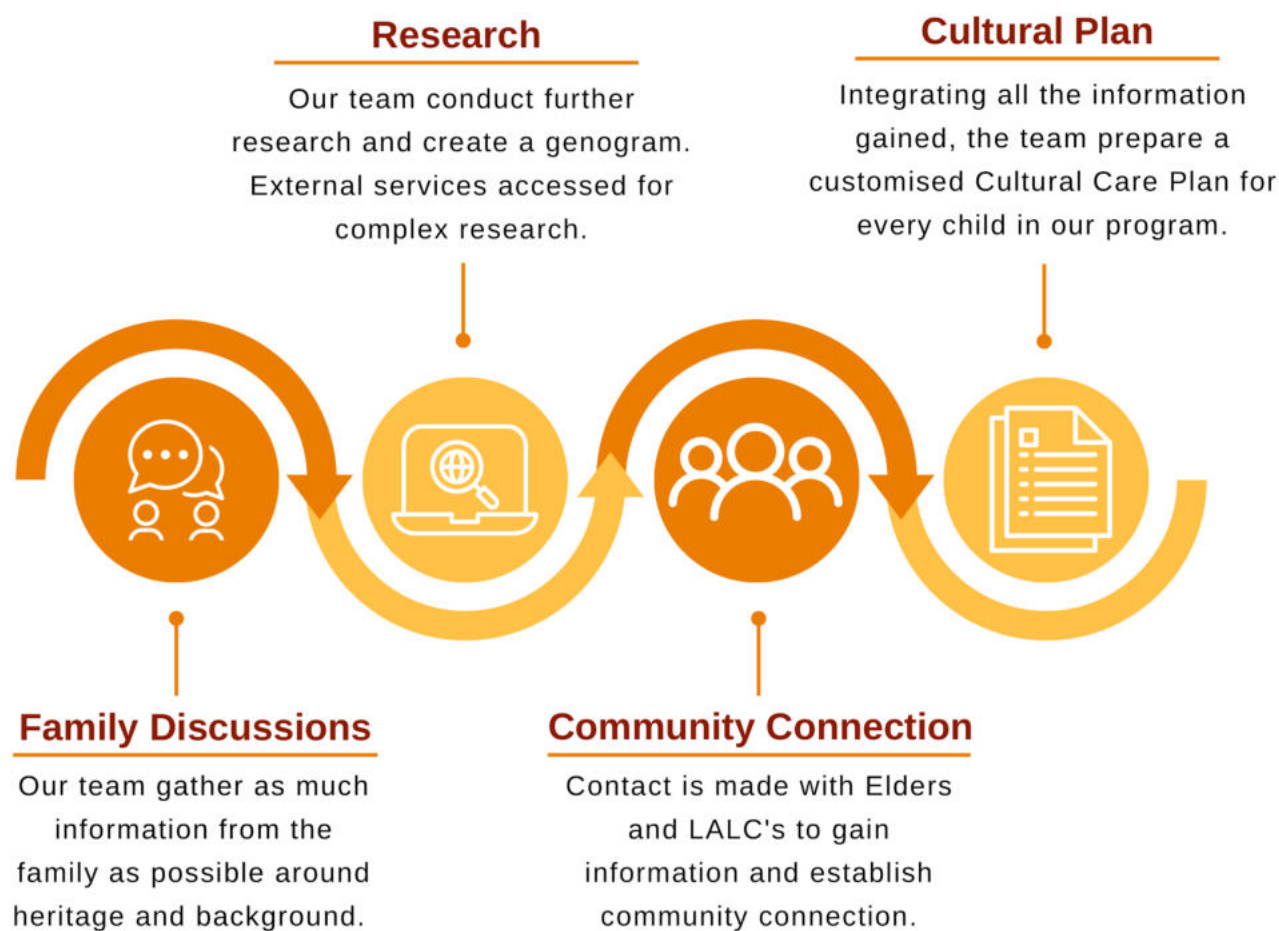 Research
Our team conduct further
research and create a genogram.
External services accessed for
complex research.
Cultural Plan
Integrating all the information
gained, the team prepare a
customised Cultural Care Plan for
every child in our program.
Family Discussions
Our team gather as much
information from the
family as possible around
heritage and background.
Community Connection
Contact is made with Elders
and LALC's to gain
information and establish
community connection.